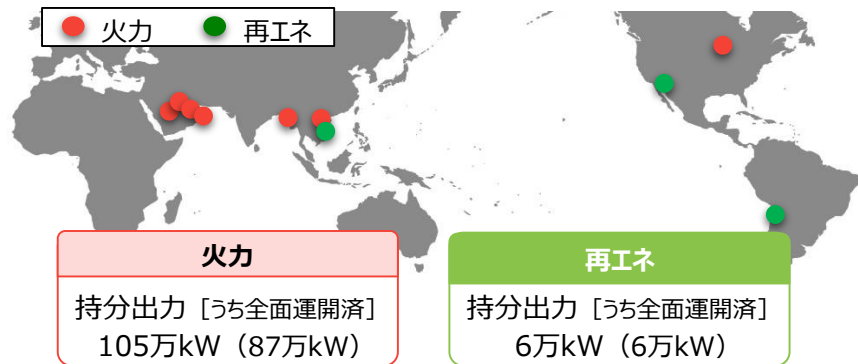 火力 再エネ
火力
持分出力 [うち全面運開済]
105万kW（87万kW）
再エネ
持分出力 [うち全面運開済]
6万kW（6万kW）